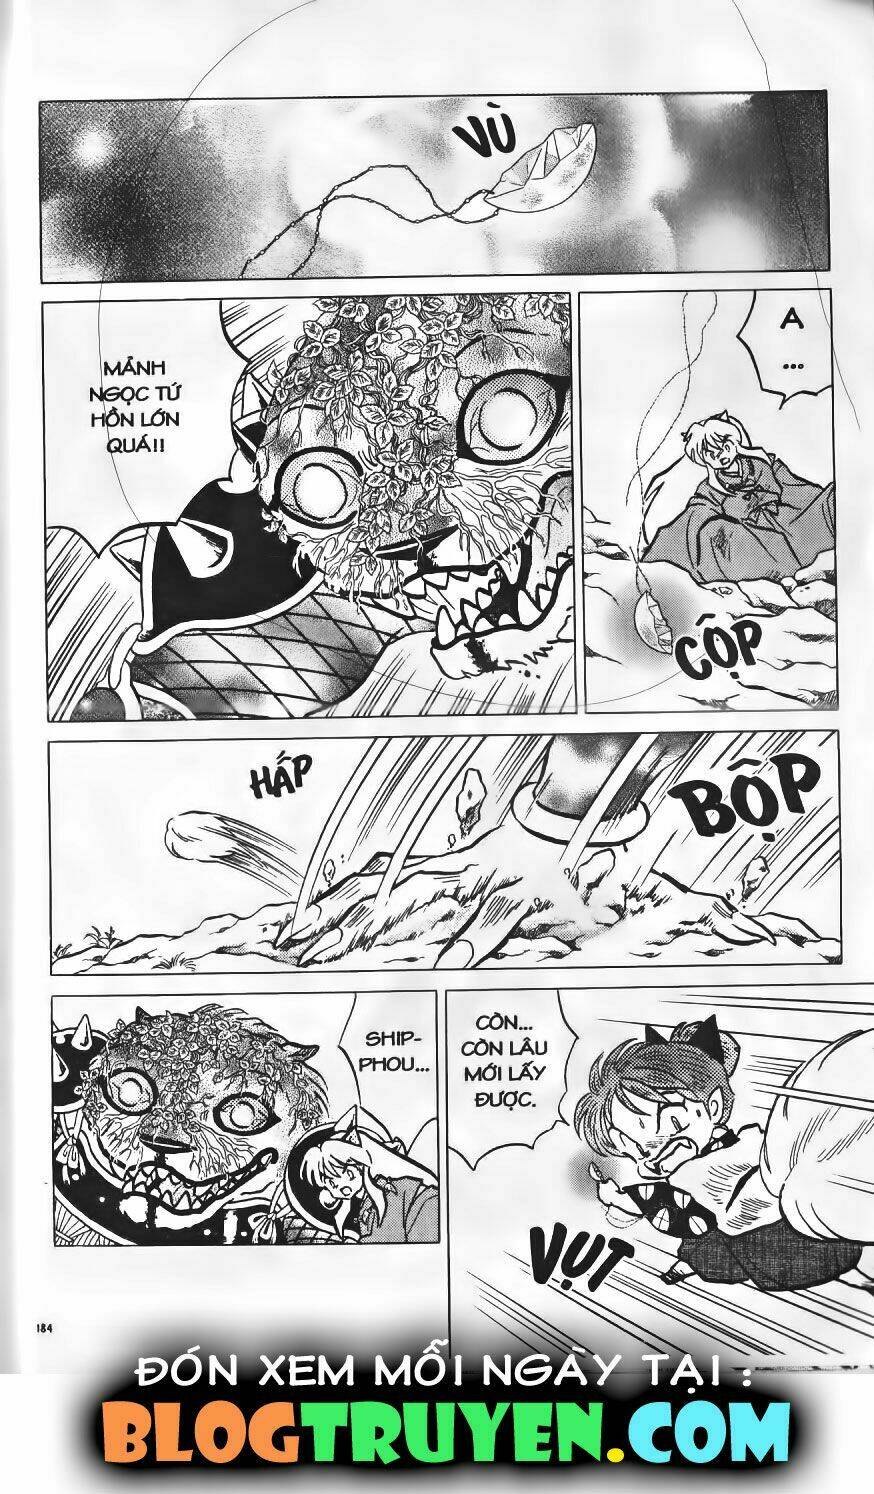 VÙ
MẢNH
NGỌC TỨ
HỒN LỚN
QUÁ!!
A
...
CỘP
HẤP
BỘP
SHIP-
PHOU...
CÒN...
CÒN LÂU
MỚI LẤY
ĐƯỢC.
VỤT
184
ĐÓN XEM MỖI NGÀY TẠI :
BLOGTRUYEN.COM